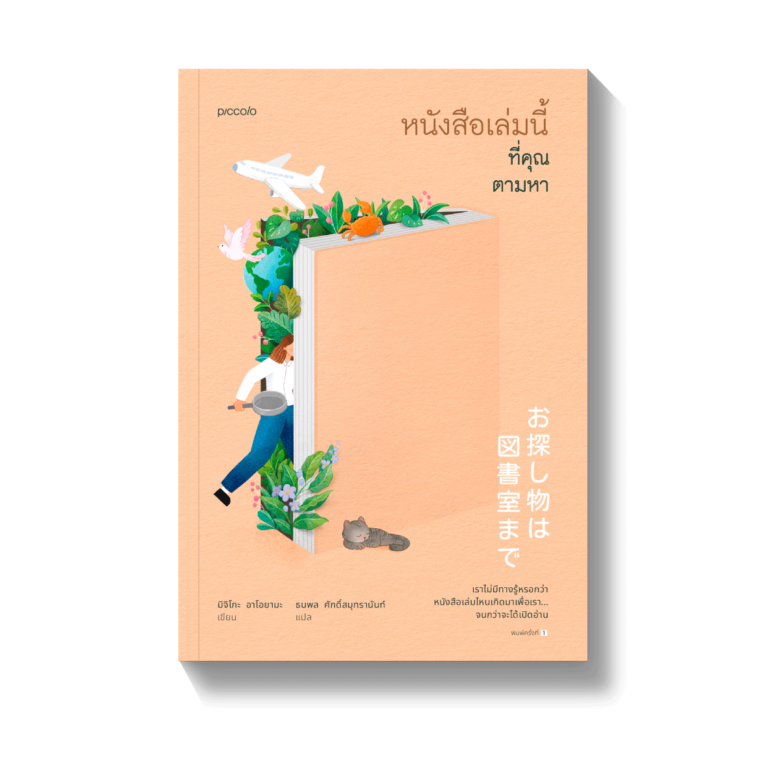 piccolo
หนังสือเล่มนี้
ที่คุณ
ตามหา
お探し物は
図書室まで
เราไม่มีทางรู้หรอกว่า
หนังสือเล่มไหนเกิดมาเพื่อเรา...
จนกว่าจะได้เปิดอ่าน
มิจิโกะ อาโอยามะ
เขียน
ธนพล ศักดิ์สมุทรานันท์
แปล
พิมพ์ครั้งที่ 1